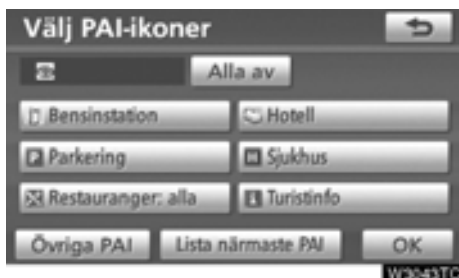 Välj PAI-ikoner
Alla av
Bensinstation
Hotell
Parkering
Sjukhus
Restauranger: alla
Turistinfo
Övriga PAI
Lista närmaste PAI
OK
W3043TC